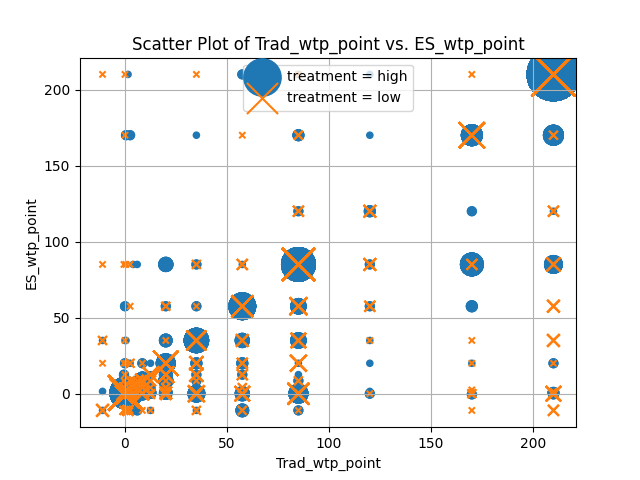 Scatter Plot of Trad_wtp_point vs. ES_wtp_point
treatment = high
treatment = low
200
150
100
50
0
ES_wtp_point
0 50 100 150 200
Trad_wtp_point